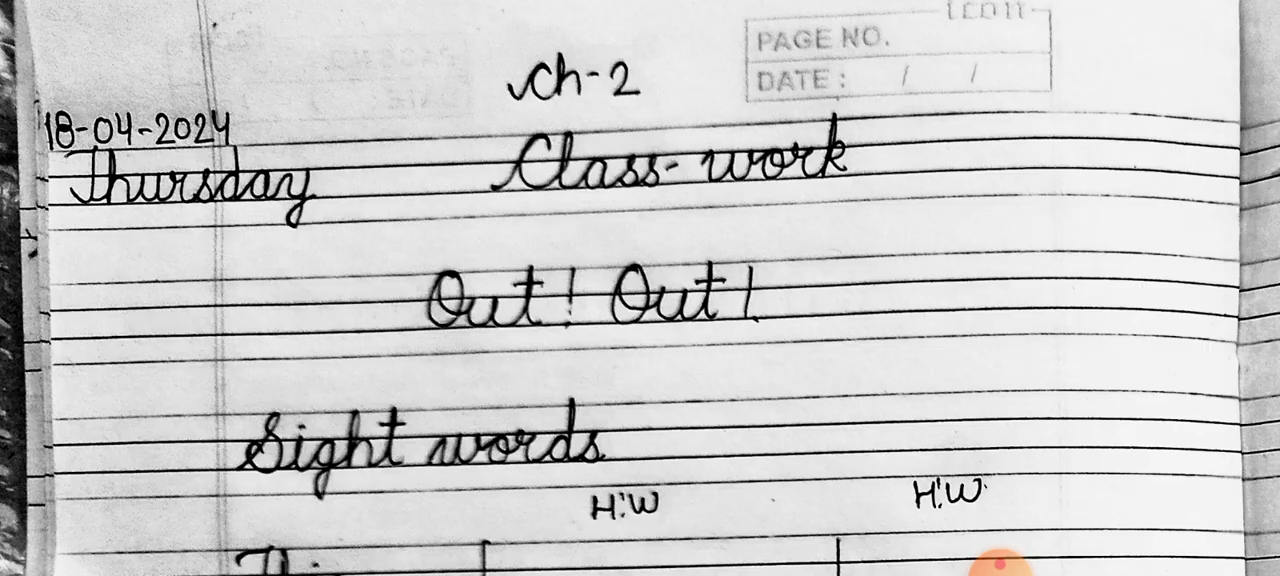 PAGE NO.
DATE : / /
Ch-2
18-04-2024
Thursday
Class-work
Out! Out!
Sight words
H.W H.W